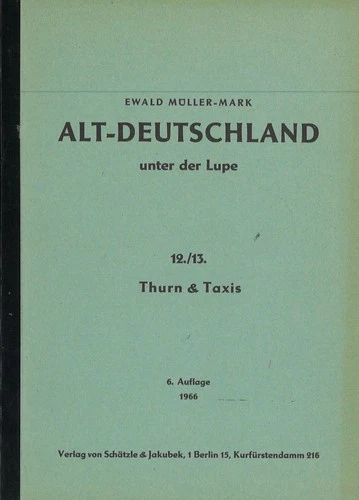 EWALD MÜLLER-MARK
ALT-DEUTSCHLAND
unter der Lupe
12./13.
Thurn & Taxis
6. Auflage
1966
Verlag von Schätzle & Jakubek, 1 Berlin 15, Kurfürstendamm 216